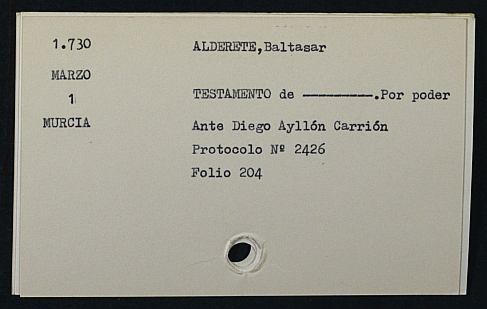 1.730
MARZO
1
MURCIA
ALDERETE,Baltasar
TESTAMENTO de ————.Por poder
Ante Diego Ayllón Carrión
Protocolo Nº 2426
Folio 204